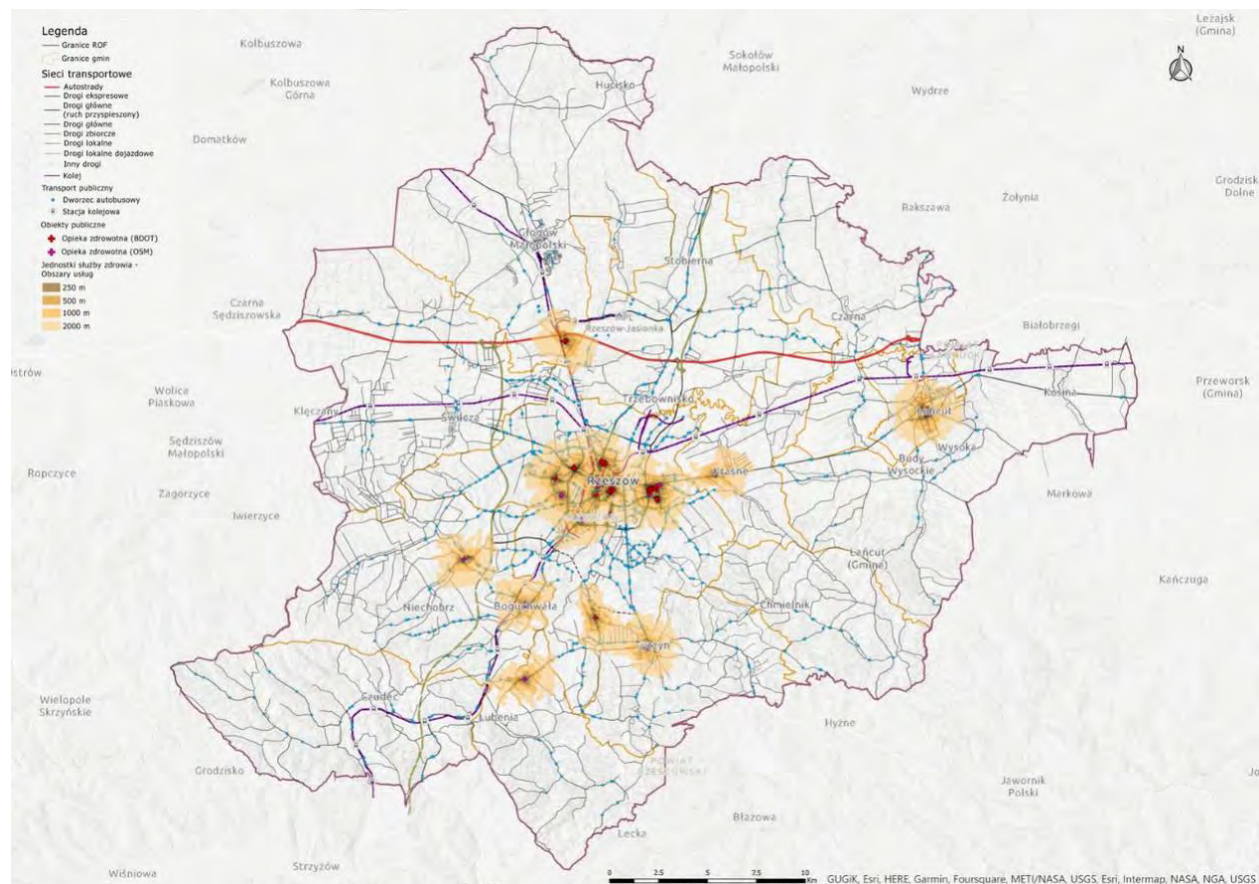 Legenda
Granice ROF
Granice gmin
Sieci transportowe
Autostrady
Drogi ekspresowe
Drogi główne
(ruch przyspieszony)
Drogi główne
Drogi zbiorcze
Drogi lokalne
Drogi lokalne dojazdowe
Inny drogi
Kolej
Transport publiczny
Dworzec autobusowy
Stacja kolejowa
Obiekty publiczne
Opieka zdrowotna (BDOT)
Opieka zdrowotna (OSM)
Jednostki służby zdrowia -
Obszary usług
250 m
500 m
1000 m
2000 m
N
Leżajsk
(Gmina)
Kolbuszowa
Sokołów
Małopolski
Kolbuszowa
Górna
Hucisko
Wydrze
Domatków
Grodzisk
Dolne
Żołynia
Rakszawa
Głogów
Małopolski
Stobierna
Czarna
Sędziszowska
Rzeszów-Jasionka
Czarna
Białobrzegi
Wolica
Piaskowa
Klęczany
Świlcza
Trzebownisko
Kosina
Przeworsk
(Gmina)
Łańcut
Sędziszów
Małopolski
Wysoka
Budy
Wysockie
Ropczyce
Zagorzyce
Rzeszów
Krasne
Markowa
Iwierzyce
Łańcut
(Gmine)
Kańczuga
Niechobrz
Boguchwała
Chmielnik
Wielopole
Skrzyńskie
Czudec
Lubenia
Hyżne
Grodzisko
POWIAT
RZESZOWSKI
Jawornik
Polski
Błażowa
Lecka
Strzyżów
Wiśniowa
0 2.5 5 7.5 10
Km
GUGiK, Esri, HERE, Garmin, Foursquare, METI/NASA, USGS, Esri, Intermap, NASA, NGA, USGS